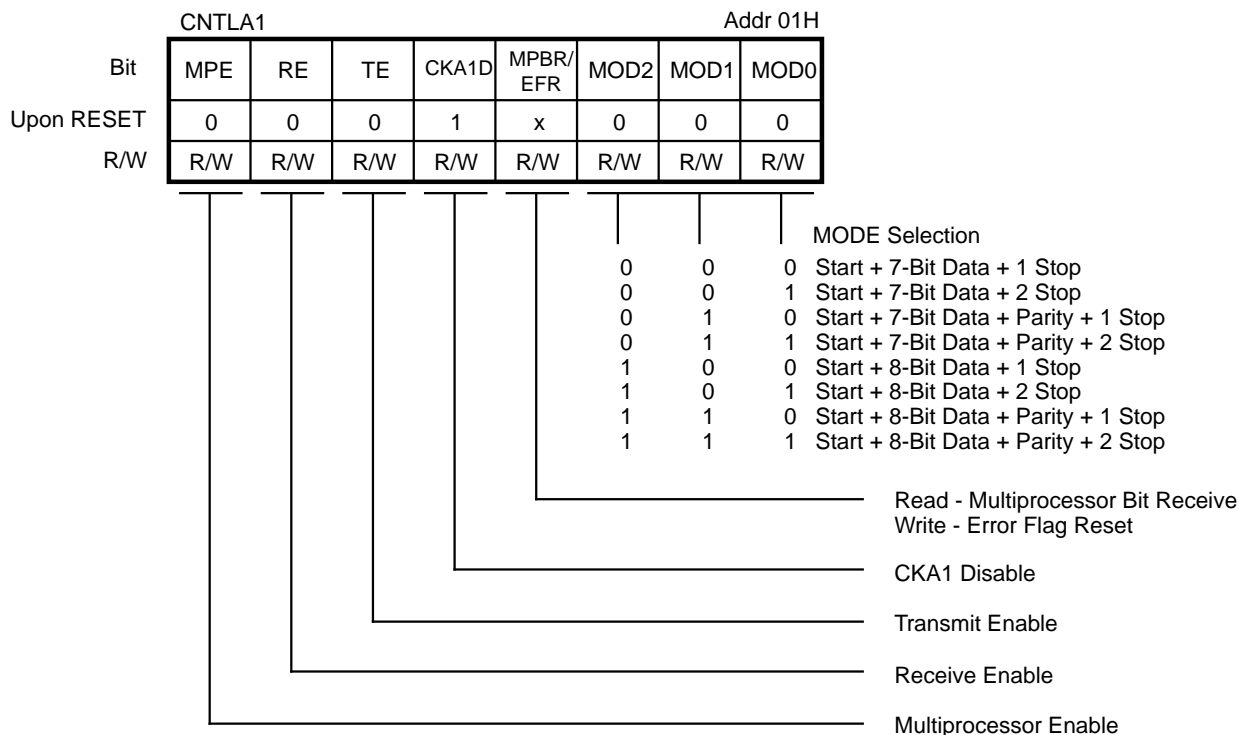 CNTLA1 Addr 01H
Bit MPE RE TE CKA1D MPBR/ EFR MOD2 MOD1 MOD0
Upon RESET 0 0 0 1 x 0 0 0
R/W R/W R/W R/W R/W R/W R/W R/W R/W
MODE Selection
0 0 0 Start + 7-Bit Data + 1 Stop
0 0 1 Start + 7-Bit Data + 2 Stop
0 1 0 Start + 7-Bit Data + Parity + 1 Stop
0 1 1 Start + 7-Bit Data + Parity + 2 Stop
1 0 0 Start + 8-Bit Data + 1 Stop
1 0 1 Start + 8-Bit Data + 2 Stop
1 1 0 Start + 8-Bit Data + Parity + 1 Stop
1 1 1 Start + 8-Bit Data + Parity + 2 Stop
Read - Multiprocessor Bit Receive
Write - Error Flag Reset
CKA1 Disable
Transmit Enable
Receive Enable
Multiprocessor Enable